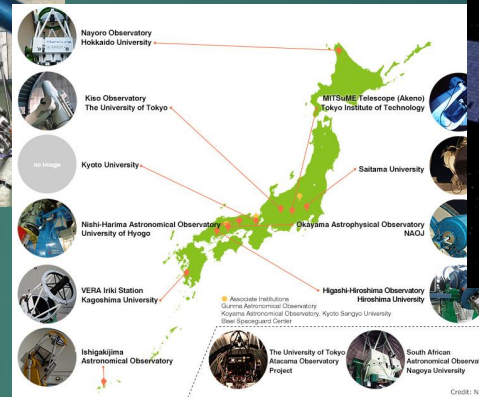 Nayoro Observatory
Hokkaido University
Kiso Observatory
The University of Tokyo
MITSuME Telescope (Akeno)
Tokyo Institute of Technology
no image
Kyoto University
Saitama University
Nishi-Harima Astronomical Observatory
University of Hyogo
Okayama Astrophysical Observatory
NAOJ
VERA Iriki Station
Kagoshima University
Higashi-Hiroshima Observatory
Hiroshima University
Associate Institutions
Gunma Astronomical Observatory
Koyama Astronomical Observatory, Kyoto Sangyo University
Bisei Spaceguard Center
Ishigakijima
Astronomical Observatory
The University of Tokyo
Atacama Observatory
Project
South African
Astronomical Observat
Nagoya University
Credit: N